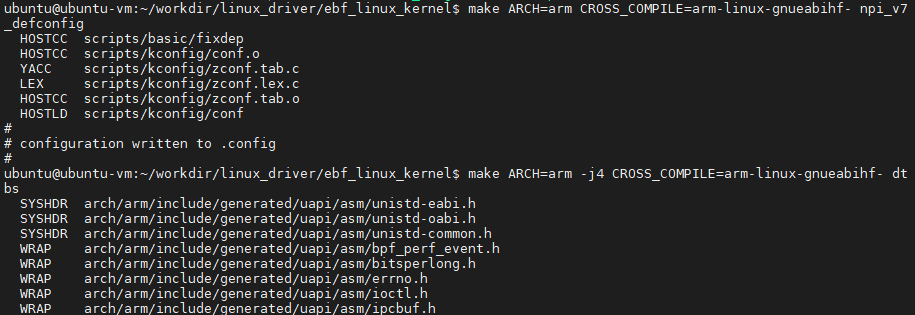 ubuntu@ubuntu-vm:~/workdir/linux_driver/ebf_linux_kernel$ make ARCH=arm CROSS_COMPILE=arm-linux-gnueabihf- npi_v7
_defconfig
  HOSTCC  scripts/basic/fixdep
  HOSTCC  scripts/kconfig/conf.o
  YACC    scripts/kconfig/zconf.tab.c
  LEX     scripts/kconfig/zconf.lex.c
  HOSTCC  scripts/kconfig/zconf.tab.o
  HOSTLD  scripts/kconfig/conf
#
# configuration written to .config
#
ubuntu@ubuntu-vm:~/workdir/linux_driver/ebf_linux_kernel$ make ARCH=arm -j4 CROSS_COMPILE=arm-linux-gnueabihf- dt
bs
  SYSHDR  arch/arm/include/generated/uapi/asm/unistd-eabi.h
  SYSHDR  arch/arm/include/generated/uapi/asm/unistd-oabi.h
  SYSHDR  arch/arm/include/generated/uapi/asm/unistd-common.h
  WRAP    arch/arm/include/generated/uapi/asm/bpf_perf_event.h
  WRAP    arch/arm/include/generated/uapi/asm/bitsperlong.h
  WRAP    arch/arm/include/generated/uapi/asm/errno.h
  WRAP    arch/arm/include/generated/uapi/asm/ioctl.h
  WRAP    arch/arm/include/generated/uapi/asm/ipcbuf.h